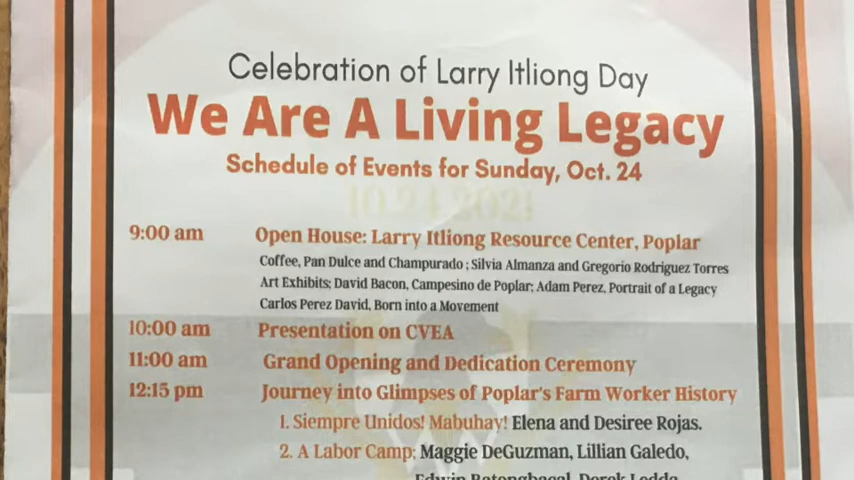 Celebration of Larry Itliong Day
We Are A Living Legacy
Schedule of Events for Sunday, Oct. 24
10.24.2021
9:00 am Open House: Larry Itliong Resource Center, Poplar
Coffee, Pan Dulce and Champurado ; Silvia Almanza and Gregorio Rodriguez Torres
Art Exhibits; David Bacon, Campesino de Poplar; Adam Perez, Portrait of a Legacy
Carlos Perez David, Born into a Movement
10:00 am Presentation on CVEA
11:00 am Grand Opening and Dedication Ceremony
12:15 pm Journey into Glimpses of Poplar's Farm Worker History
1. Siempre Unidos! Mabuhay! Elena and Desiree Rojas.
2. A Labor Camp: Maggie DeGuzman, Lillian Galedo,
Edwin Derek